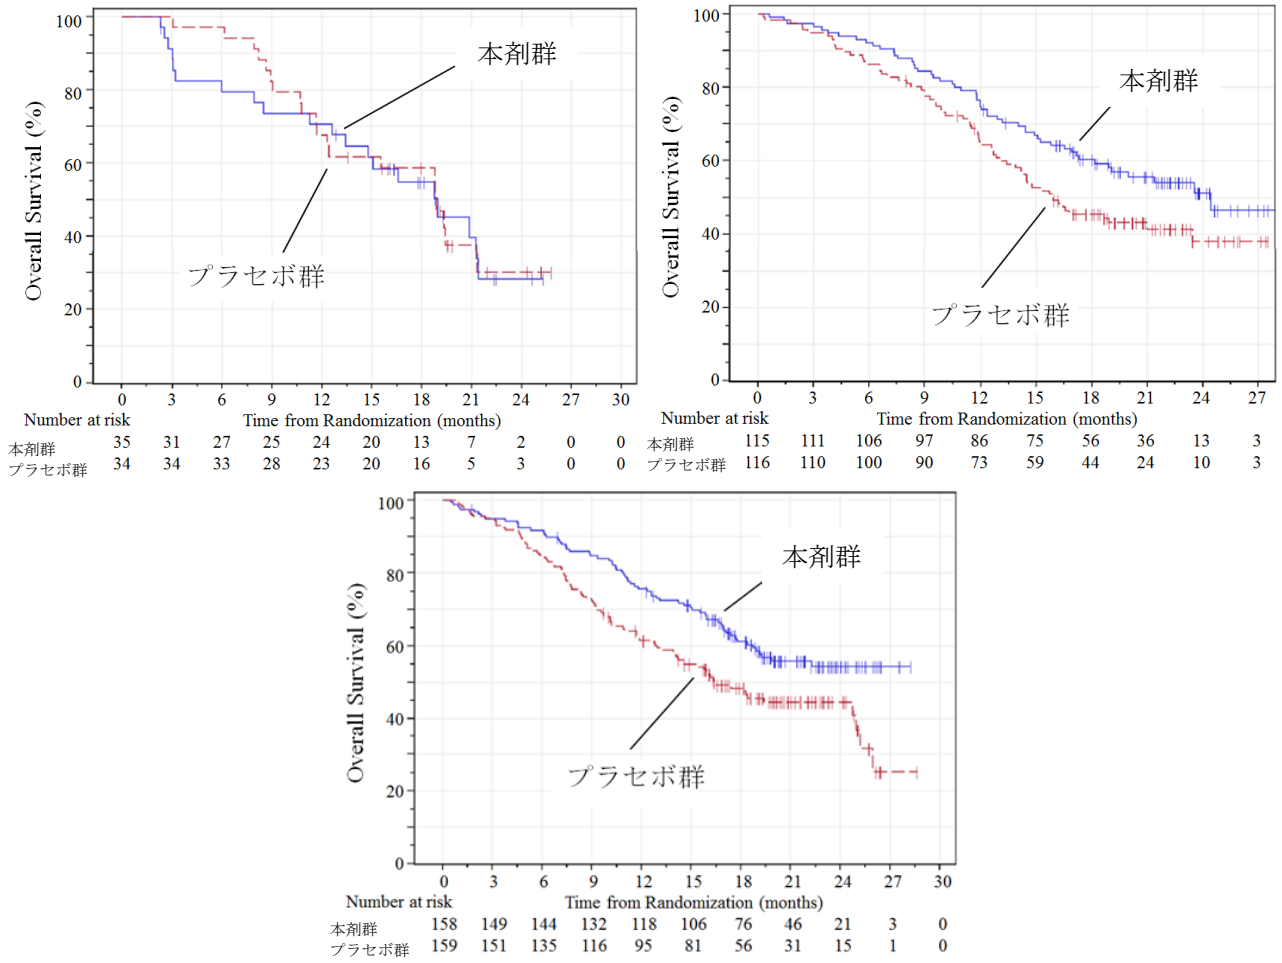 100
80
60
40
20
0
Overall Survival (%)
本剤群
プラセボ群
0 3 6 9 12 15 18 21 24 27 30
Number at risk Time from Randomization (months)
本剤群 35 31 27 25 24 20 13 7 2 0 0
プラセボ群 34 34 33 28 23 20 16 5 3 0 0
100
80
60
40
20
0
Overall Survival (%)
本剤群
プラセボ群
0 3 6 9 12 15 18 21 24 27
Number at risk Time from Randomization (months)
本剤群 115 111 106 97 86 75 56 36 13 3
プラセボ群 116 110 100 90 73 59 44 24 10 3
100
80
60
40
20
0
Overall Survival (%)
本剤群
プラセボ群
0 3 6 9 12 15 18 21 24 27 30
Number at risk Time from Randomization (months)
本剤群 158 149 144 132 118 106 76 46 21 3 0
プラセボ群 159 151 135 116 95 81 56 31 15 1 0